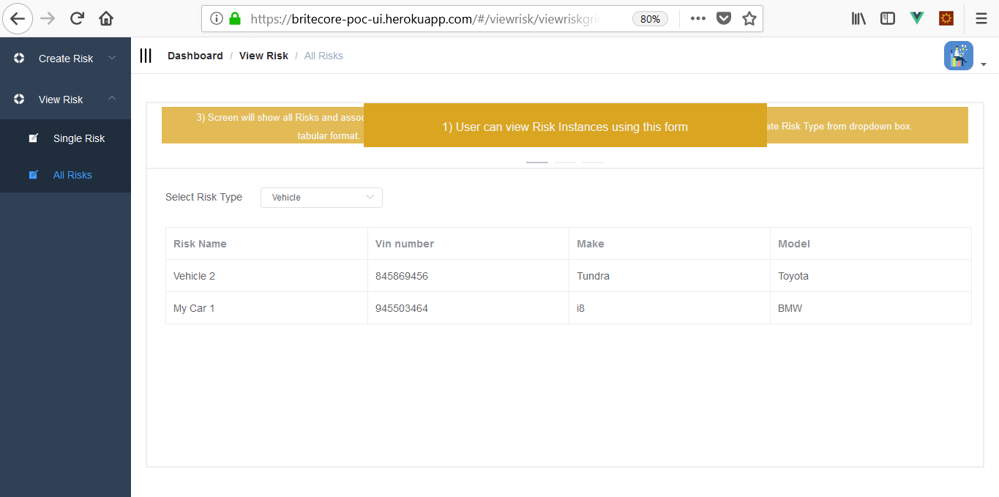 https://britecore-poc-ui.herokuapp.com/#/viewrisk/viewriskgri
80%
Create Risk
View Risk
Single Risk
All Risks
Dashboard / View Risk / All Risks
3) Screen will show all Risks and
tabular format.
1) User can view Risk Instances using this form
Risk Type from dropdown box.
Select Risk Type
Vehicle
Risk Name Vin number Make Model
Vehicle 2 845869456 Tundra Toyota
My Car 1 945503464 i8 BMW